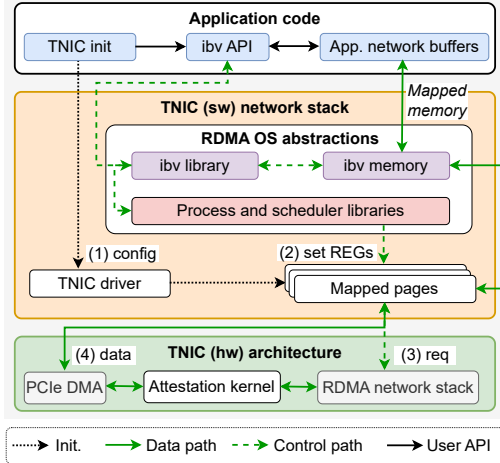 Application code
TNIC init
ibv API
App. network buffers
Mapped
memory
TNIC (sw) network stack
RDMA OS abstractions
ibv library
ibv memory
Process and scheduler libraries
(1) config
(2) set REGs
TNIC driver
Mapped pages
TNIC (hw) architecture
(4) data
(3) req
PCIe DMA
Attestation kernel
RDMA network stack
Init.
Data path
Control path
User API